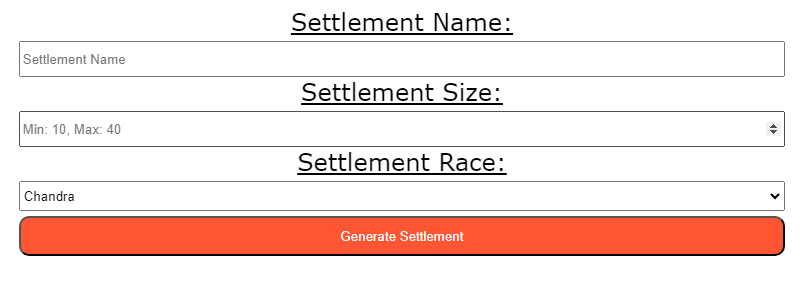 Settlement Name:
Settlement Name
Settlement Size:
Min: 10, Max: 40
Settlement Race:
Chandra
Generate Settlement